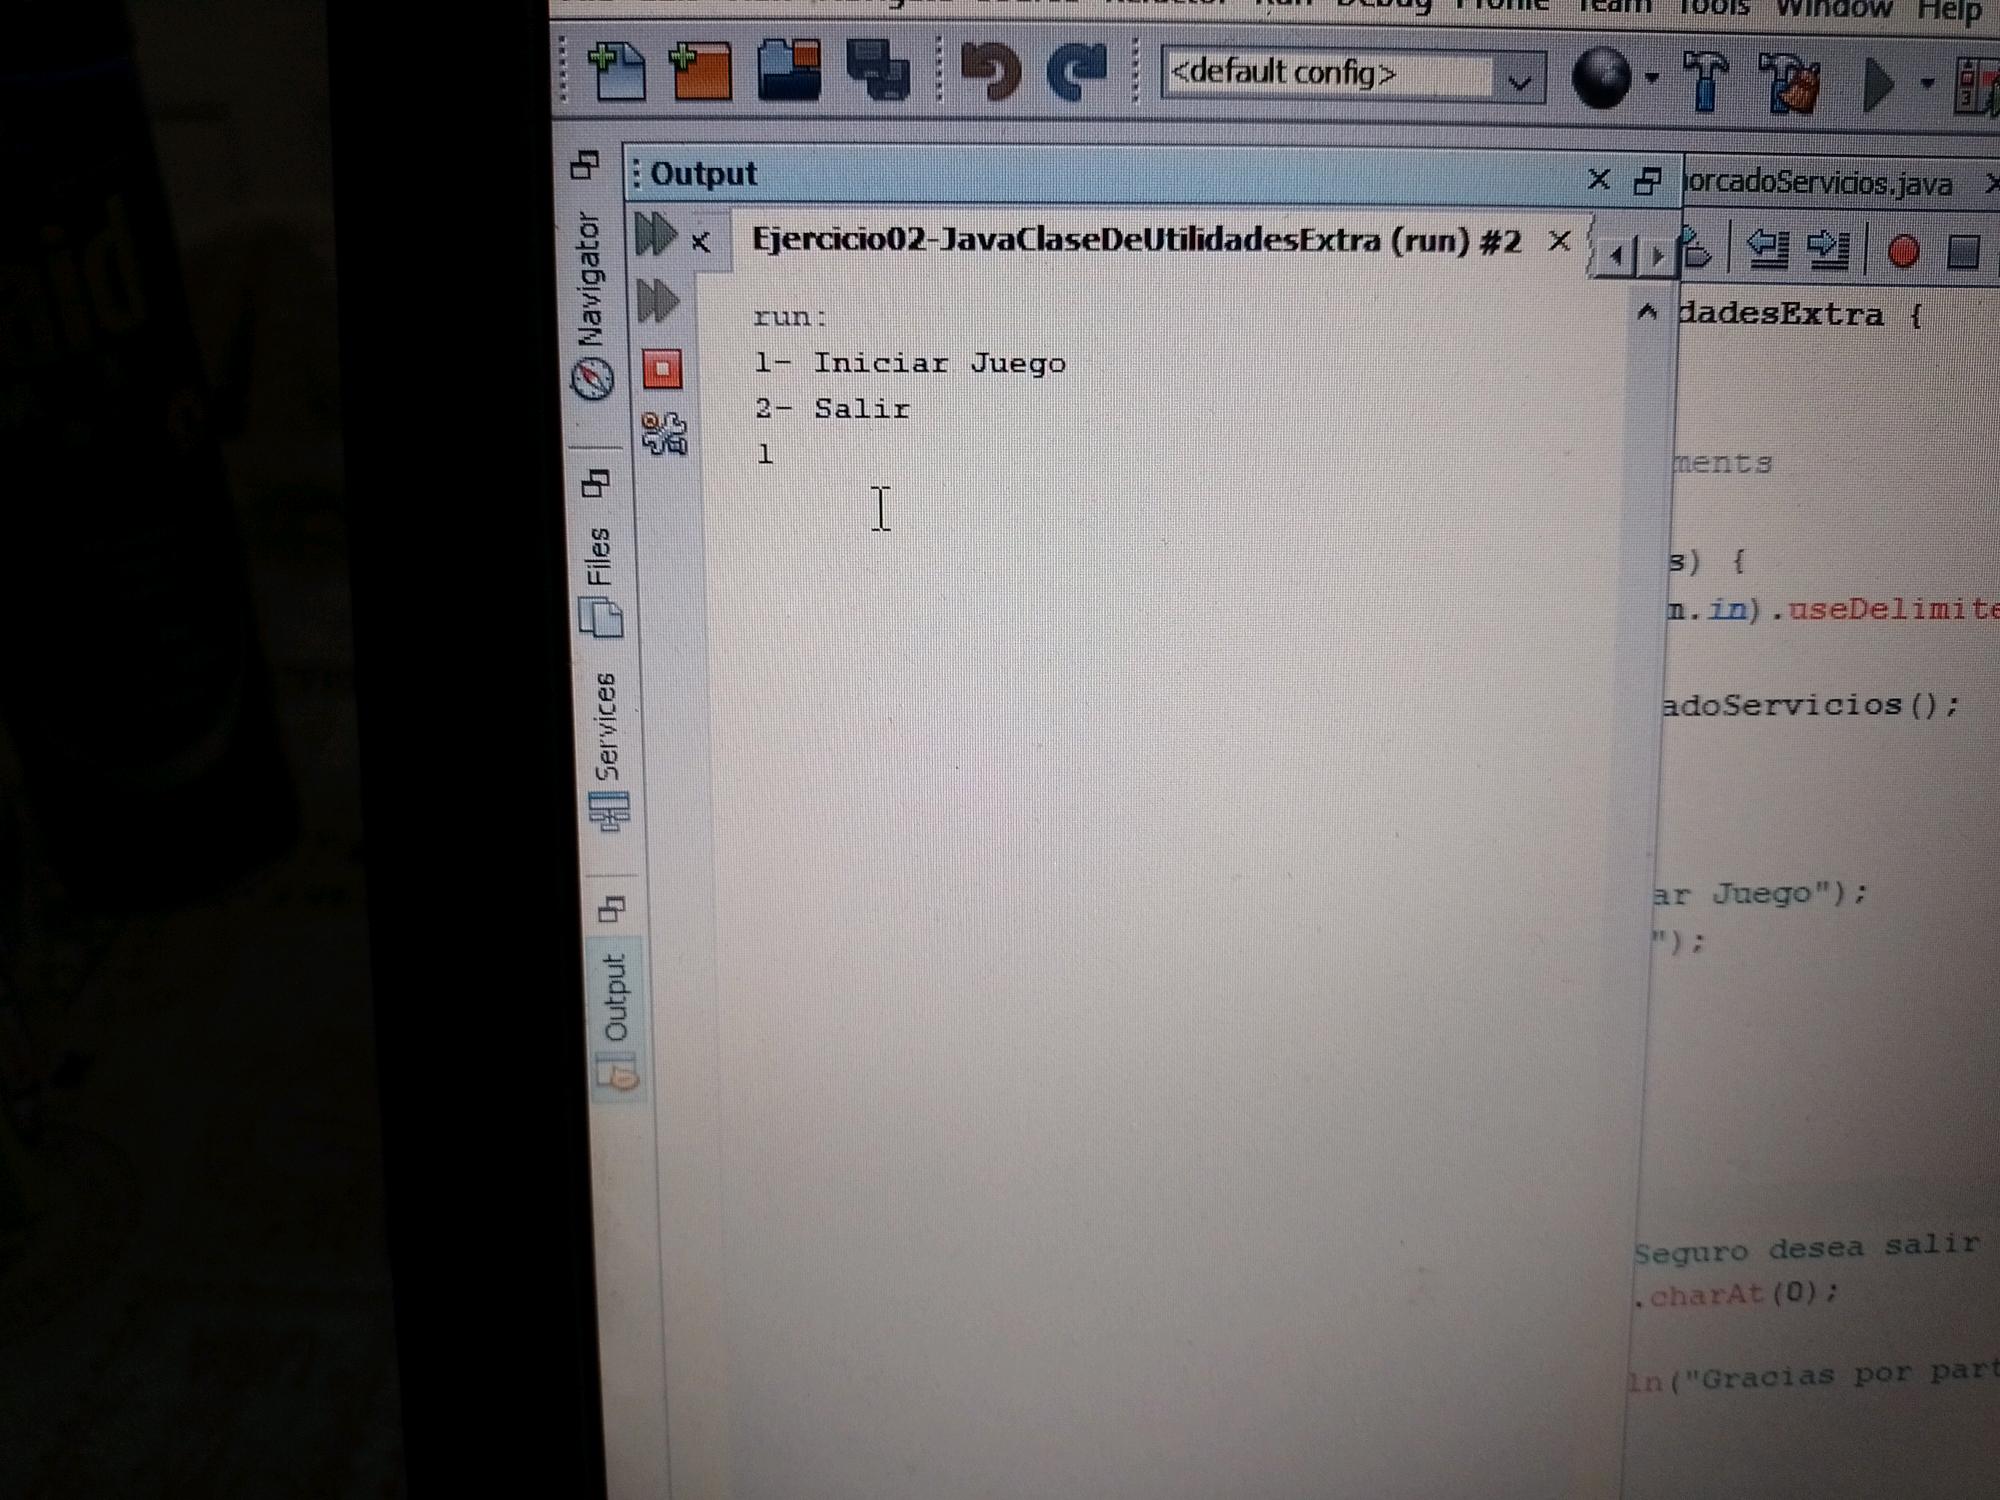 Debug Profile Team Tools Window Help
<default config>
Output
orcadoServicios.java
Ejercicio02-JavaClaseDeUtilidadesExtra (run) #2
run:
1- Iniciar Juego
2- Salir
1
Navigator
Files
Services
Output
dadesExtra {
ments
s) {
n.in).useDelimite
adoServicios();
ar Juego");
");
Seguro desea salir
.charAt(0);
ln("Gracias por part